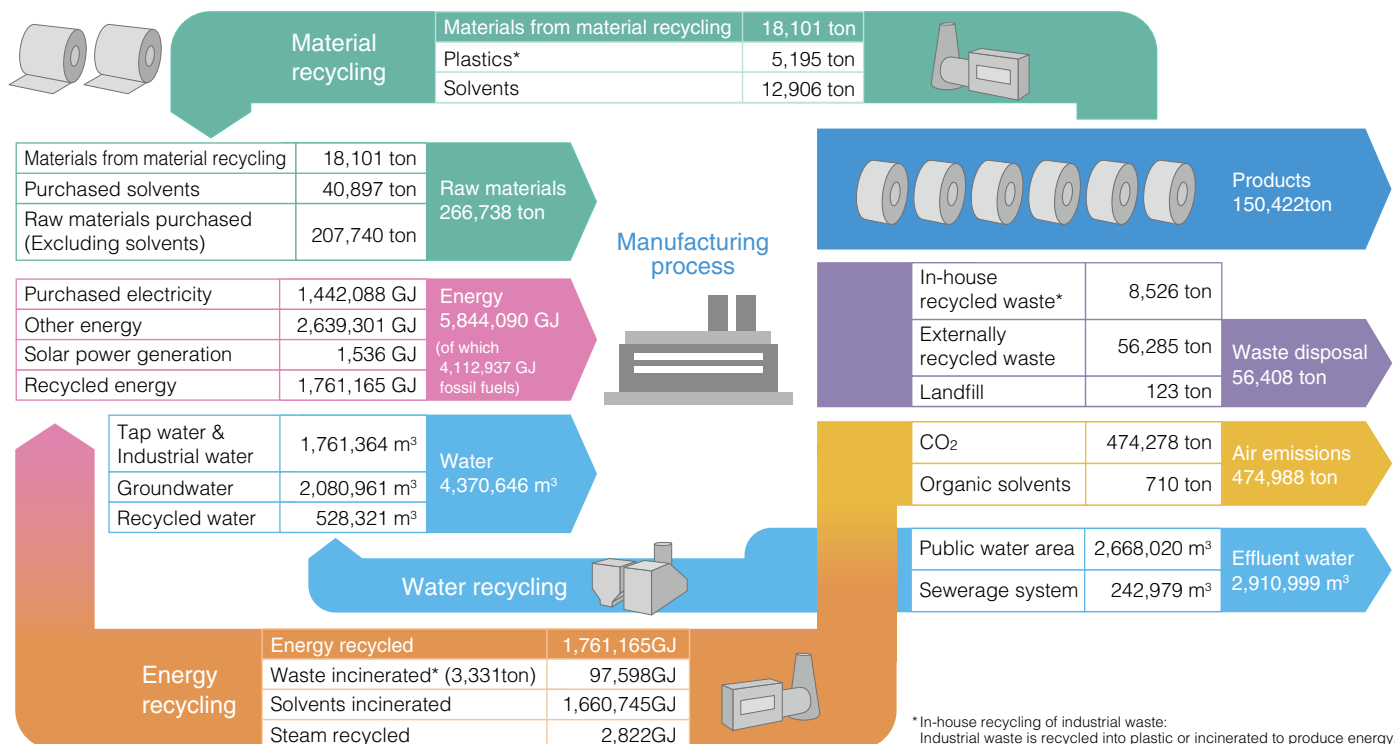 Material
recycling
Materials from material recycling 18,101 ton
Plastics* 5,195 ton
Solvents 12,906 ton
Materials from material recycling 18,101 ton
Purchased solvents 40,897 ton
Raw materials purchased
(Excluding solvents) 207,740 ton
Raw materials
266,738 ton
Purchased electricity 1,442,088 GJ
Other energy 2,639,301 GJ
Solar power generation 1,536 GJ
Recycled energy 1,761,165 GJ
Energy
5,844,090 GJ
(of which
4,112,937 GJ
fossil fuels)
Tap water &
Industrial water 1,761,364 m³
Groundwater 2,080,961 m³
Recycled water 528,321 m³
Water
4,370,646 m³
Manufacturing
process
Products
150,422ton
In-house
recycled waste* 8,526 ton
Externally
recycled waste 56,285 ton
Landfill 123 ton
Waste disposal
56,408 ton
CO₂ 474,278 ton
Organic solvents 710 ton
Air emissions
474,988 ton
Public water area 2,668,020 m³
Sewerage system 242,979 m³
Effluent water
2,910,999 m³
Water recycling
Energy
recycling
Energy recycled 1,761,165GJ
Waste incinerated* (3,331ton) 97,598GJ
Solvents incinerated 1,660,745GJ
Steam recycled 2,822GJ
*In-house recycling of industrial waste:
Industrial waste is recycled into plastic or incinerated to produce energy.